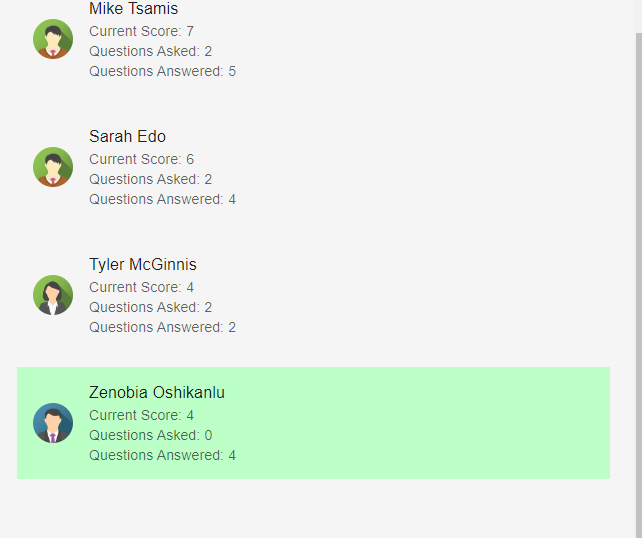 Mike Tsamis
Current Score: 7
Questions Asked: 2
Questions Answered: 5
Sarah Edo
Current Score: 6
Questions Asked: 2
Questions Answered: 4
Tyler McGinnis
Current Score: 4
Questions Asked: 2
Questions Answered: 2
Zenobia Oshikanlu
Current Score: 4
Questions Asked: 0
Questions Answered: 4